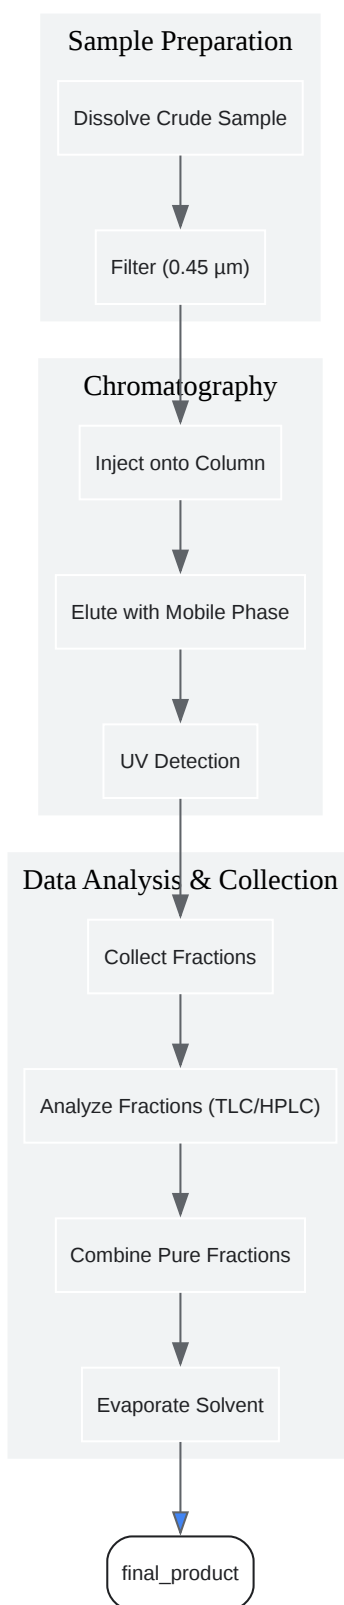 Sample Preparation
Dissolve Crude Sample
Filter (0.45 µm)
Chromatography
Inject onto Column
Elute with Mobile Phase
UV Detection
Data Analysis & Collection
Collect Fractions
Analyze Fractions (TLC/HPLC)
Combine Pure Fractions
Evaporate Solvent
final_product